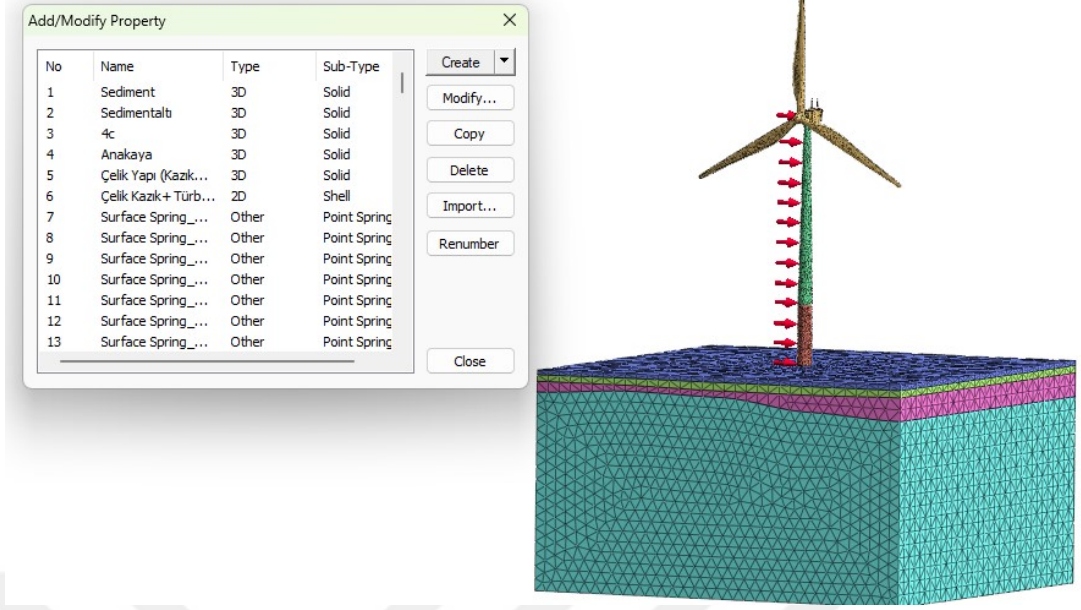 Add/Modify Property
No Name Type Sub-Type
1 Sediment 3D Solid
2 Sedimentaltı 3D Solid
3 4c 3D Solid
4 Anakaya 3D Solid
5 Çelik Yapı (Kazık... 3D Solid
6 Çelik Kazık+ Türb... 2D Shell
7 Surface Spring_... Other Point Spring
8 Surface Spring_... Other Point Spring
9 Surface Spring_... Other Point Spring
10 Surface Spring_... Other Point Spring
11 Surface Spring_... Other Point Spring
12 Surface Spring_... Other Point Spring
13 Surface Spring_... Other Point Spring
Create
Modify...
Copy
Delete
Import...
Renumber
Close